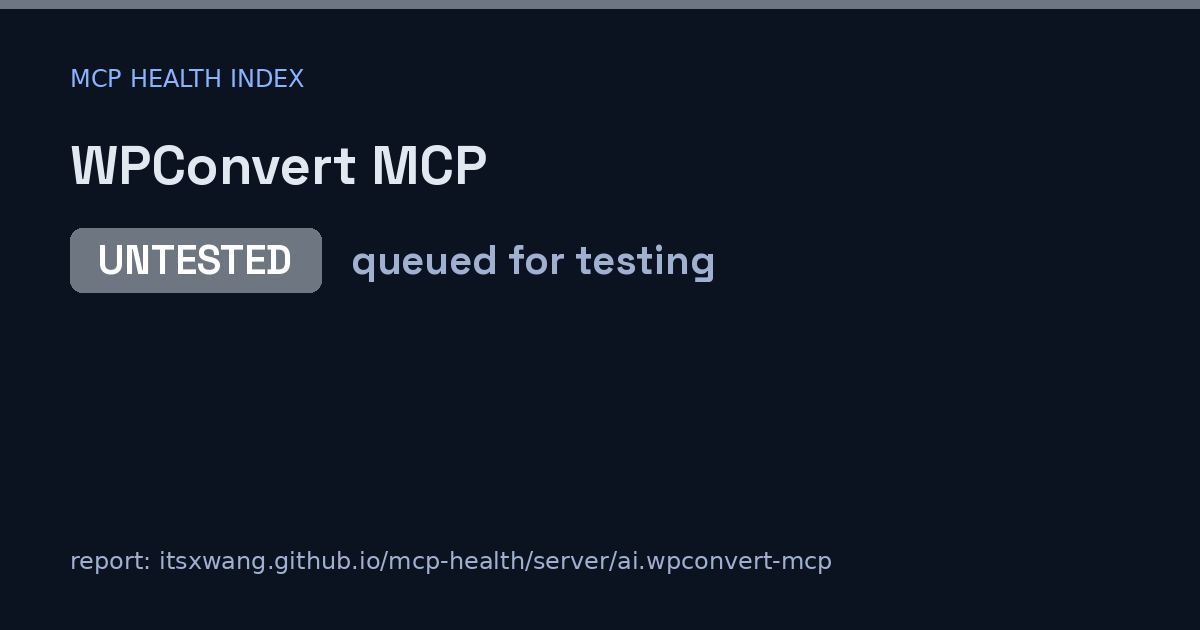 MCP HEALTH INDEX
WPConvert MCP
UNTESTED queued for testing
report: itsxwang.github.io/mcp-health/server/ai.wpconvert-mcp